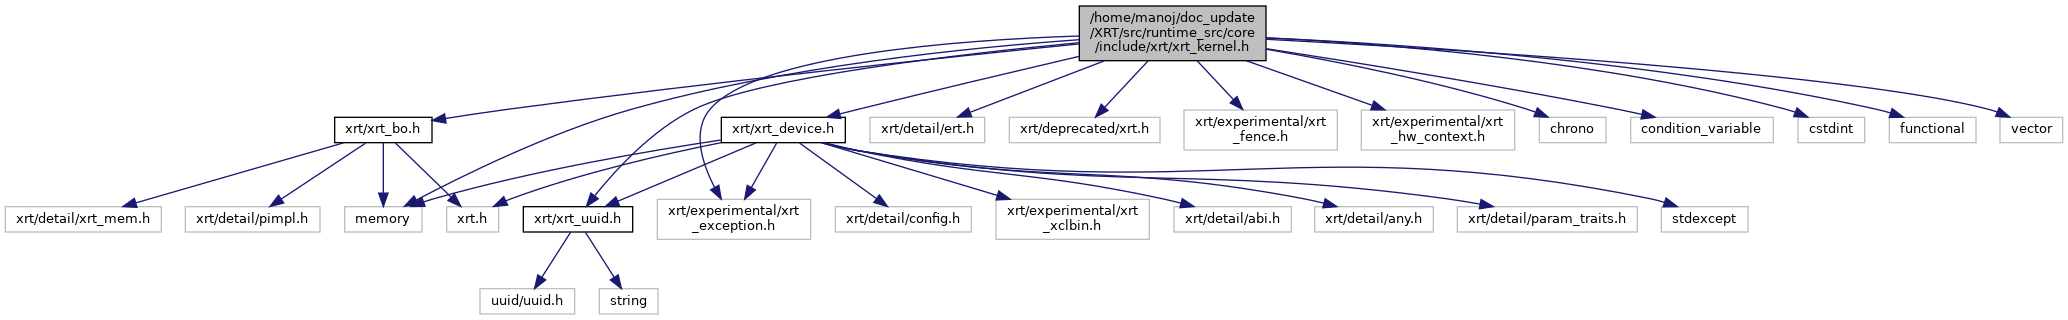 /home/manoj/doc_update
/XRT/src/runtime_src/core
/include/xrt/xrt_kernel.h
xrt/xrt_bo.h
xrt/xrt_device.h
xrt/detail/ert.h
xrt/deprecated/xrt.h
xrt/experimental/xrt
_fence.h
xrt/experimental/xrt
_hw_context.h
chrono
condition_variable
cstdint
functional
vector
xrt/detail/xrt_mem.h
xrt/detail/pimpl.h
memory
xrt.h
xrt/xrt_uuid.h
xrt/experimental/xrt
_exception.h
xrt/detail/config.h
xrt/experimental/xrt
_xclbin.h
xrt/detail/abi.h
xrt/detail/any.h
xrt/detail/param_traits.h
stdexcept
uuid/uuid.h
string